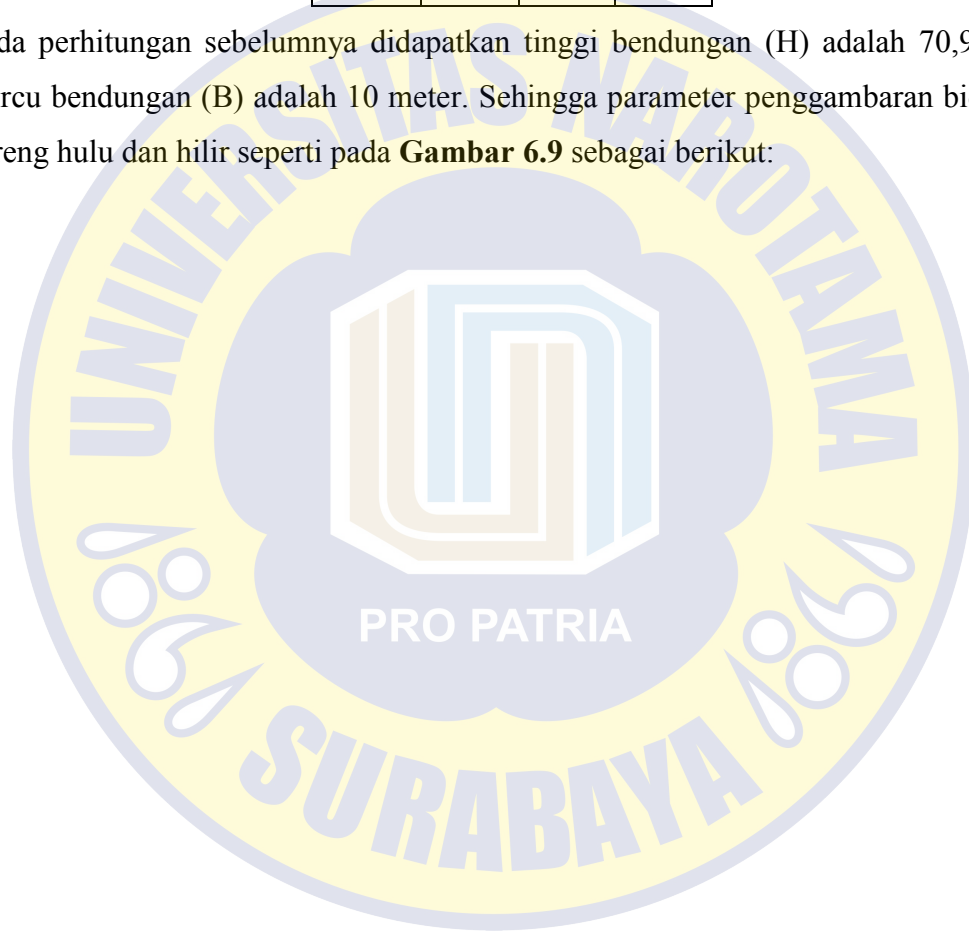 da perhitungan sebelumnya didapatkan tinggi bendungan (H) adalah 70,9
rcu bendungan (B) adalah 10 meter. Sehingga parameter penggambaran bi
reng hulu dan hilir seperti pada Gambar 6.9 sebagai berikut:
UNIVERSITAS NAROTAMA
PRO PATRIA
SURABAYA